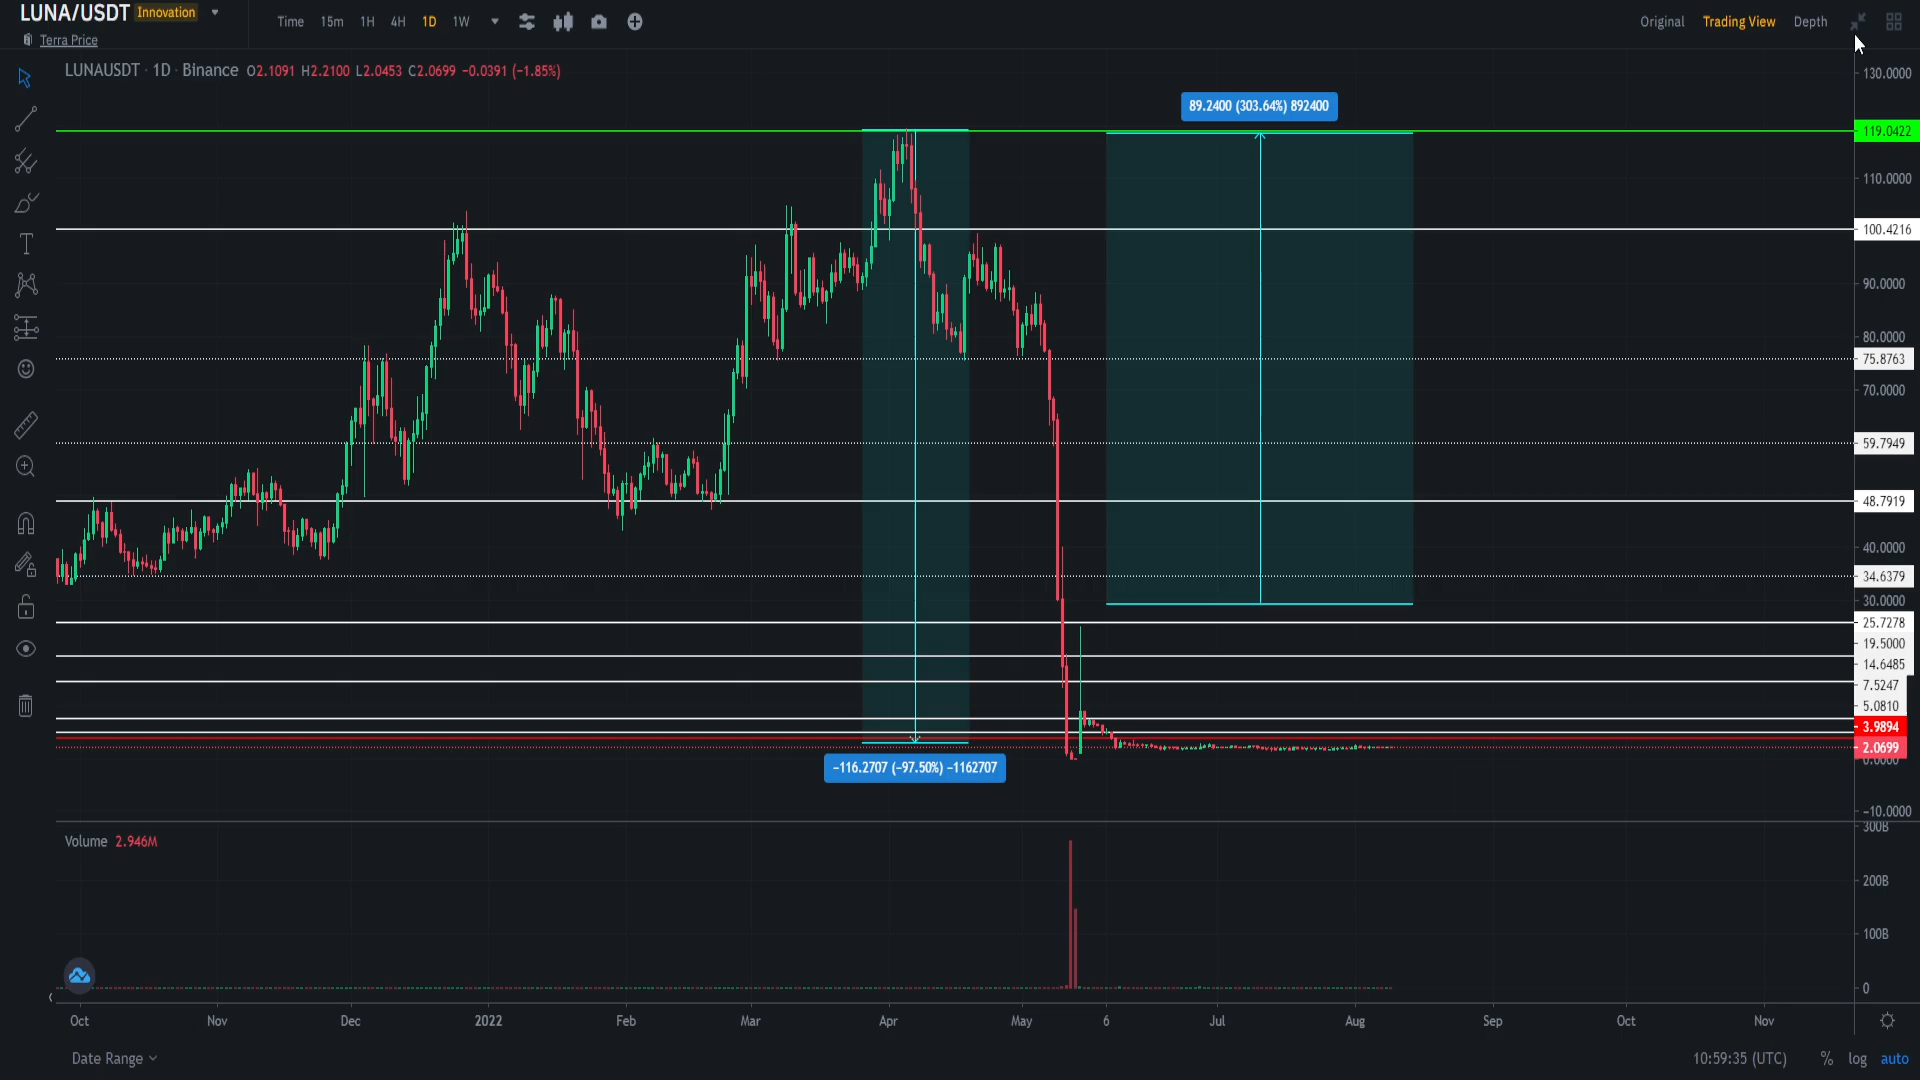 LUNA/USDT Innovation
Terra Price
Time 15m 1H 4H 1D 1W
Original Trading View Depth
LUNAUSDT · 1D · Binance O2.1091 H2.2100 L2.0453 C2.0699 −0.0391 (−1.85%)
130.0000
89.2400 (303.64%) 892400
119.0422
110.0000
100.4216
90.0000
80.0000
75.8763
70.0000
59.7949
48.7919
40.0000
34.6379
30.0000
25.7278
19.5000
14.6485
7.5247
5.0810
3.9894
2.0699
0.0000
−116.2707 (−97.50%) −1162707
−10.0000
300B
Volume 2.946M
200B
100B
0
Oct Nov Dec 2022 Feb Mar Apr May 6 Jul Aug Sep Oct Nov
Date Range
10:59:35 (UTC) % log auto